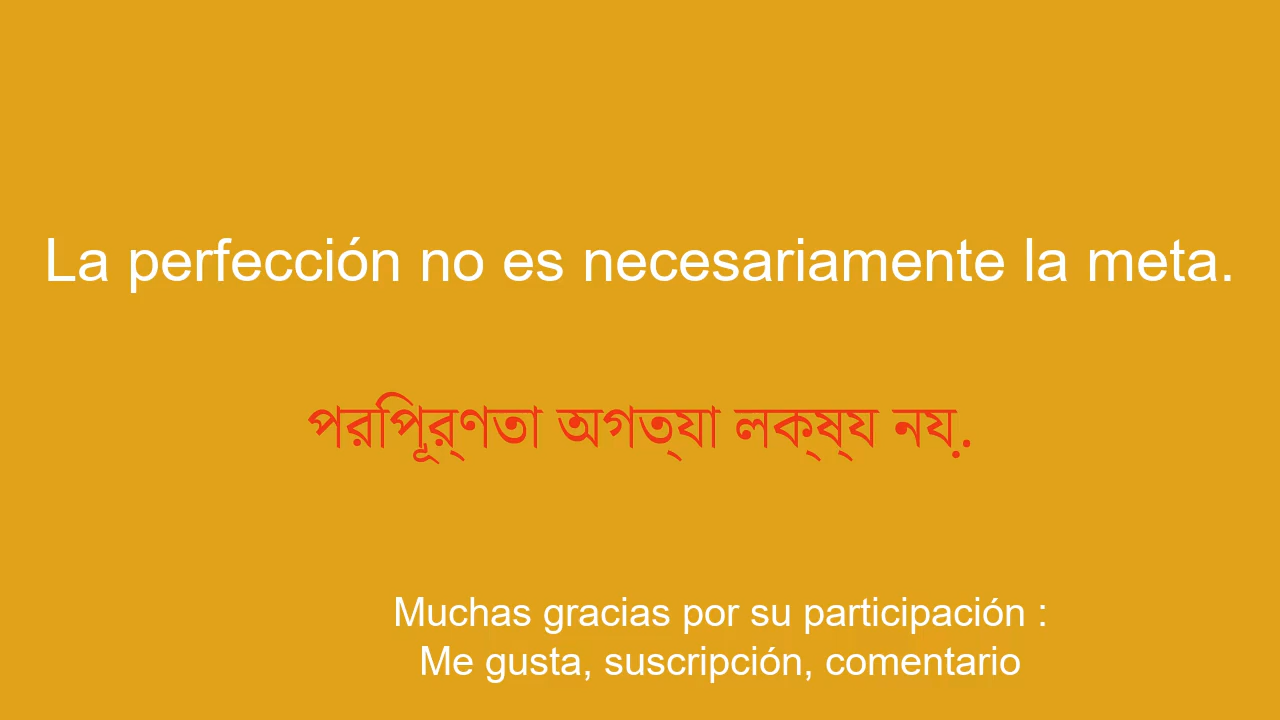 La perfección no es necesariamente la meta.
পরিপূর্ণতা অগত্যা লক্ষ্য নয়.
Muchas gracias por su participación :
Me gusta, suscripción, comentario